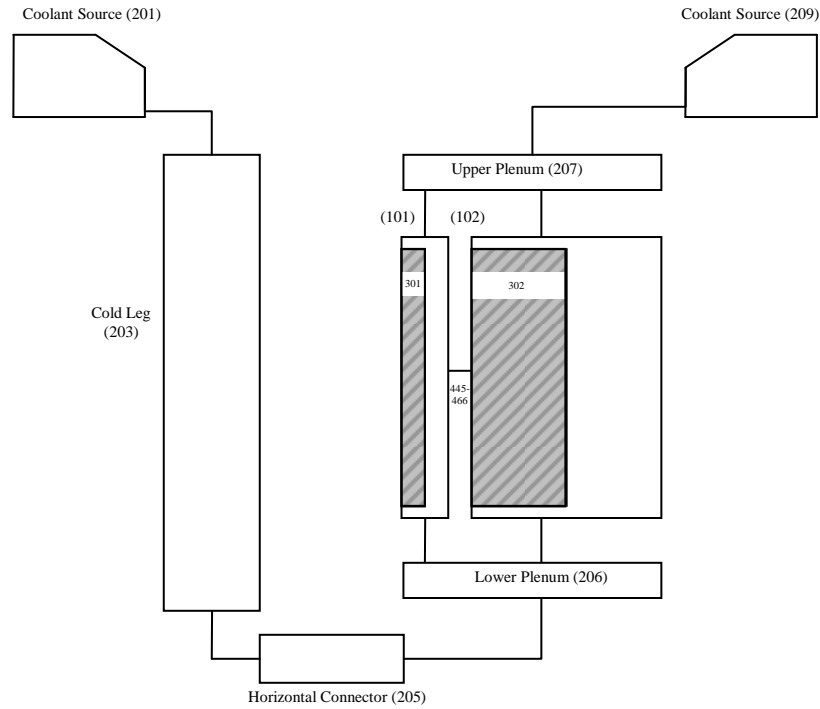 Coolant Source (201)
Coolant Source (209)
Upper Plenum (207)
(101)
(102)
301
302
Cold Leg
(203)
445-
466
Lower Plenum (206)
Horizontal Connector (205)